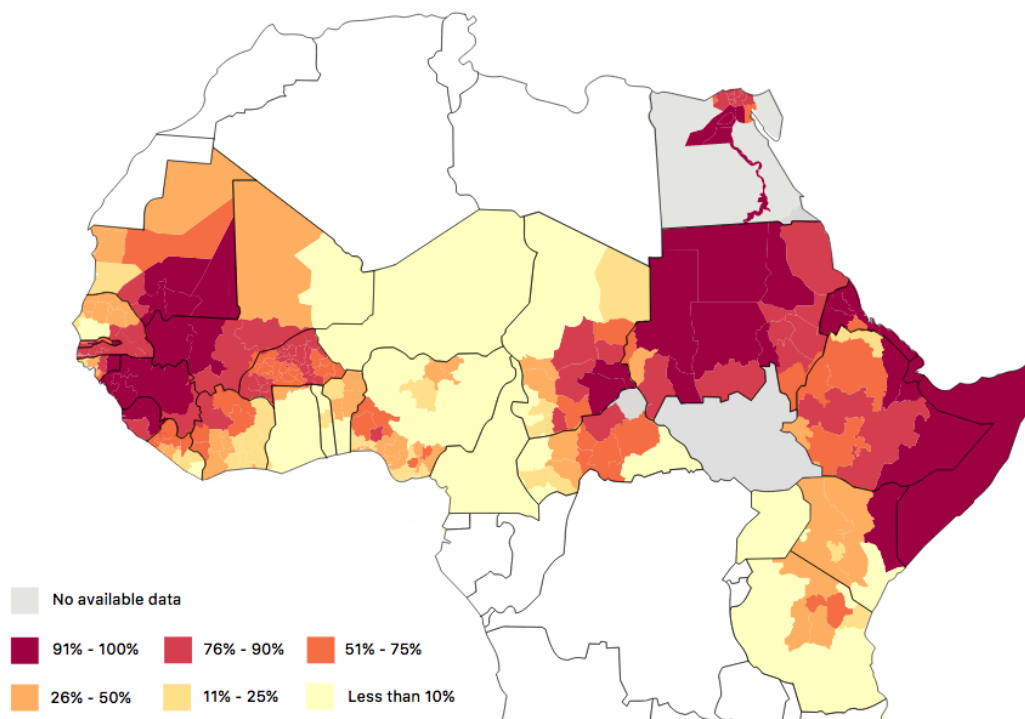 No available data
91% - 100% 76% - 90% 51% - 75%
26% - 50% 11% - 25% Less than 10%